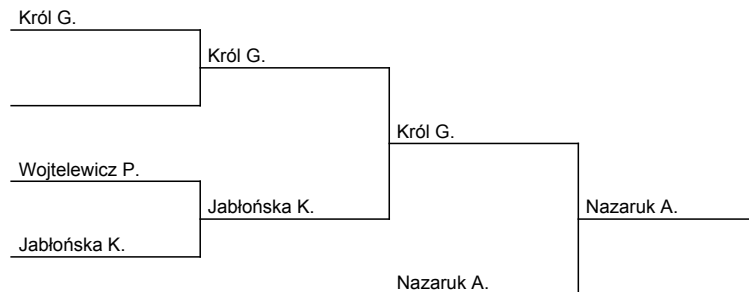 Król G.
Król G.
Król G.
Wojtelewicz P.
Jabłońska K.
Nazaruk A.
Jabłońska K.
Nazaruk A.